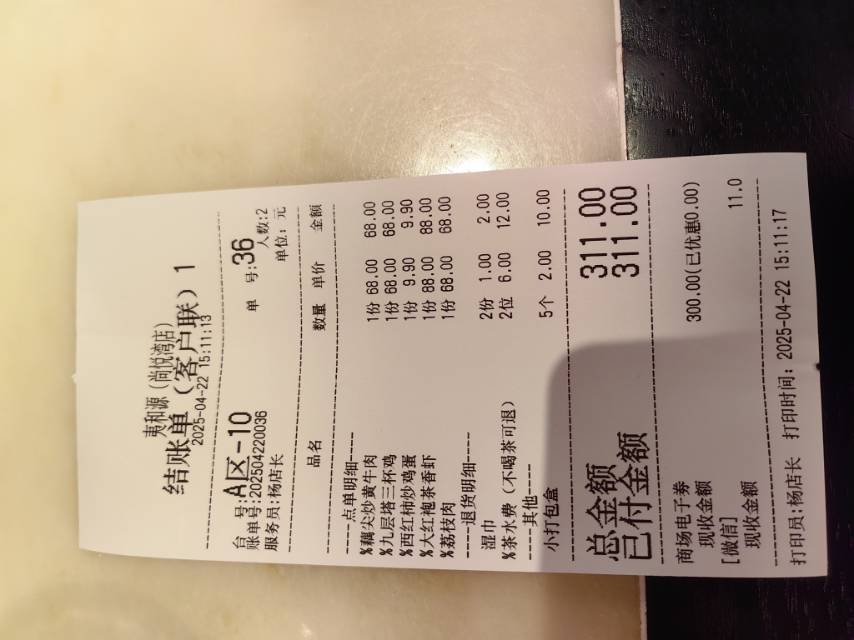 夷和源（尚悦湾店）
结账单（客户联）1
2025-04-22 15:11:13
台 号:A区-10 单 号:36
账单号:202504220036 人数:2
服务员:杨店长 单位: 元
品名 数量 单价 金额
----点单明细----
%藕尖炒黄牛肉 1份 68.00 68.00
%九层塔三杯鸡 1份 68.00 68.00
%西红柿炒鸡蛋 1份 9.90 9.90
%大红袍茶香虾 1份 88.00 88.00
%荔枝肉 1份 68.00 68.00
----退货明细----
湿巾 2份 1.00 2.00
%茶水费（不喝茶可退） 2位 6.00 12.00
----其他----
小打包盒 5个 2.00 10.00
总金额 311.00
已付金额 311.00
商场电子券
现收金额 300.00(已优惠0.00)
[微信]
现收金额 11.0
打印员:杨店长 打印时间: 2025-04-22 15:11:17